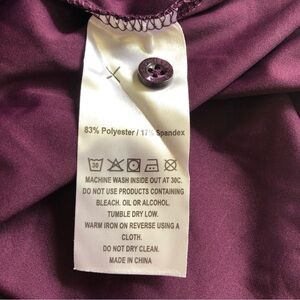 83% Polyester / 17% Spandex
30
MACHINE WASH INSIDE OUT AT 30C.
DO NOT USE PRODUCTS CONTAINING
BLEACH. OIL OR ALCOHOL.
TUMBLE DRY LOW.
WARM IRON ON REVERSE USING A
CLOTH.
DO NOT DRY CLEAN.
MADE IN CHINA